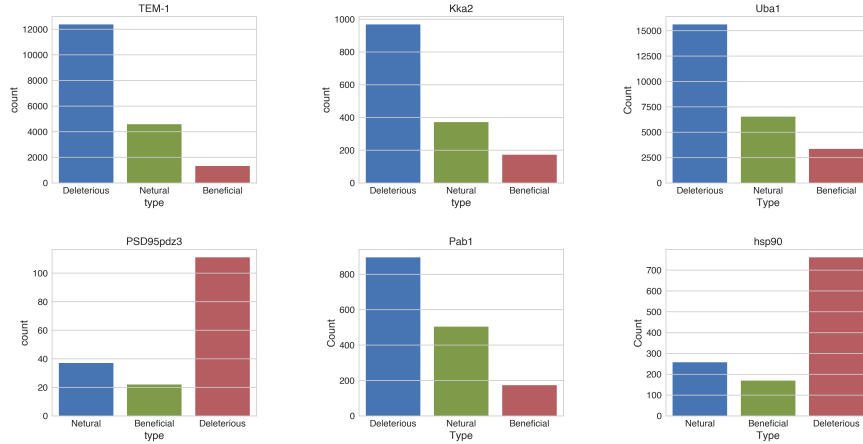 TEM-1
12000
10000
8000
6000
4000
2000
0
count
Deleterious Netural Beneficial
type
Kka2
1000
800
600
400
200
0
count
Deleterious Netural Beneficial
type
Uba1
15000
12500
10000
7500
5000
2500
0
Count
Deleterious Netural Beneficial
Type
PSD95pdz3
100
80
60
40
20
0
count
Netural Beneficial Deleterious
type
Pab1
800
600
400
200
0
Count
Deleterious Netural Beneficial
Type
hsp90
700
600
500
400
300
200
100
0
Count
Netural Beneficial Deleterious
Type